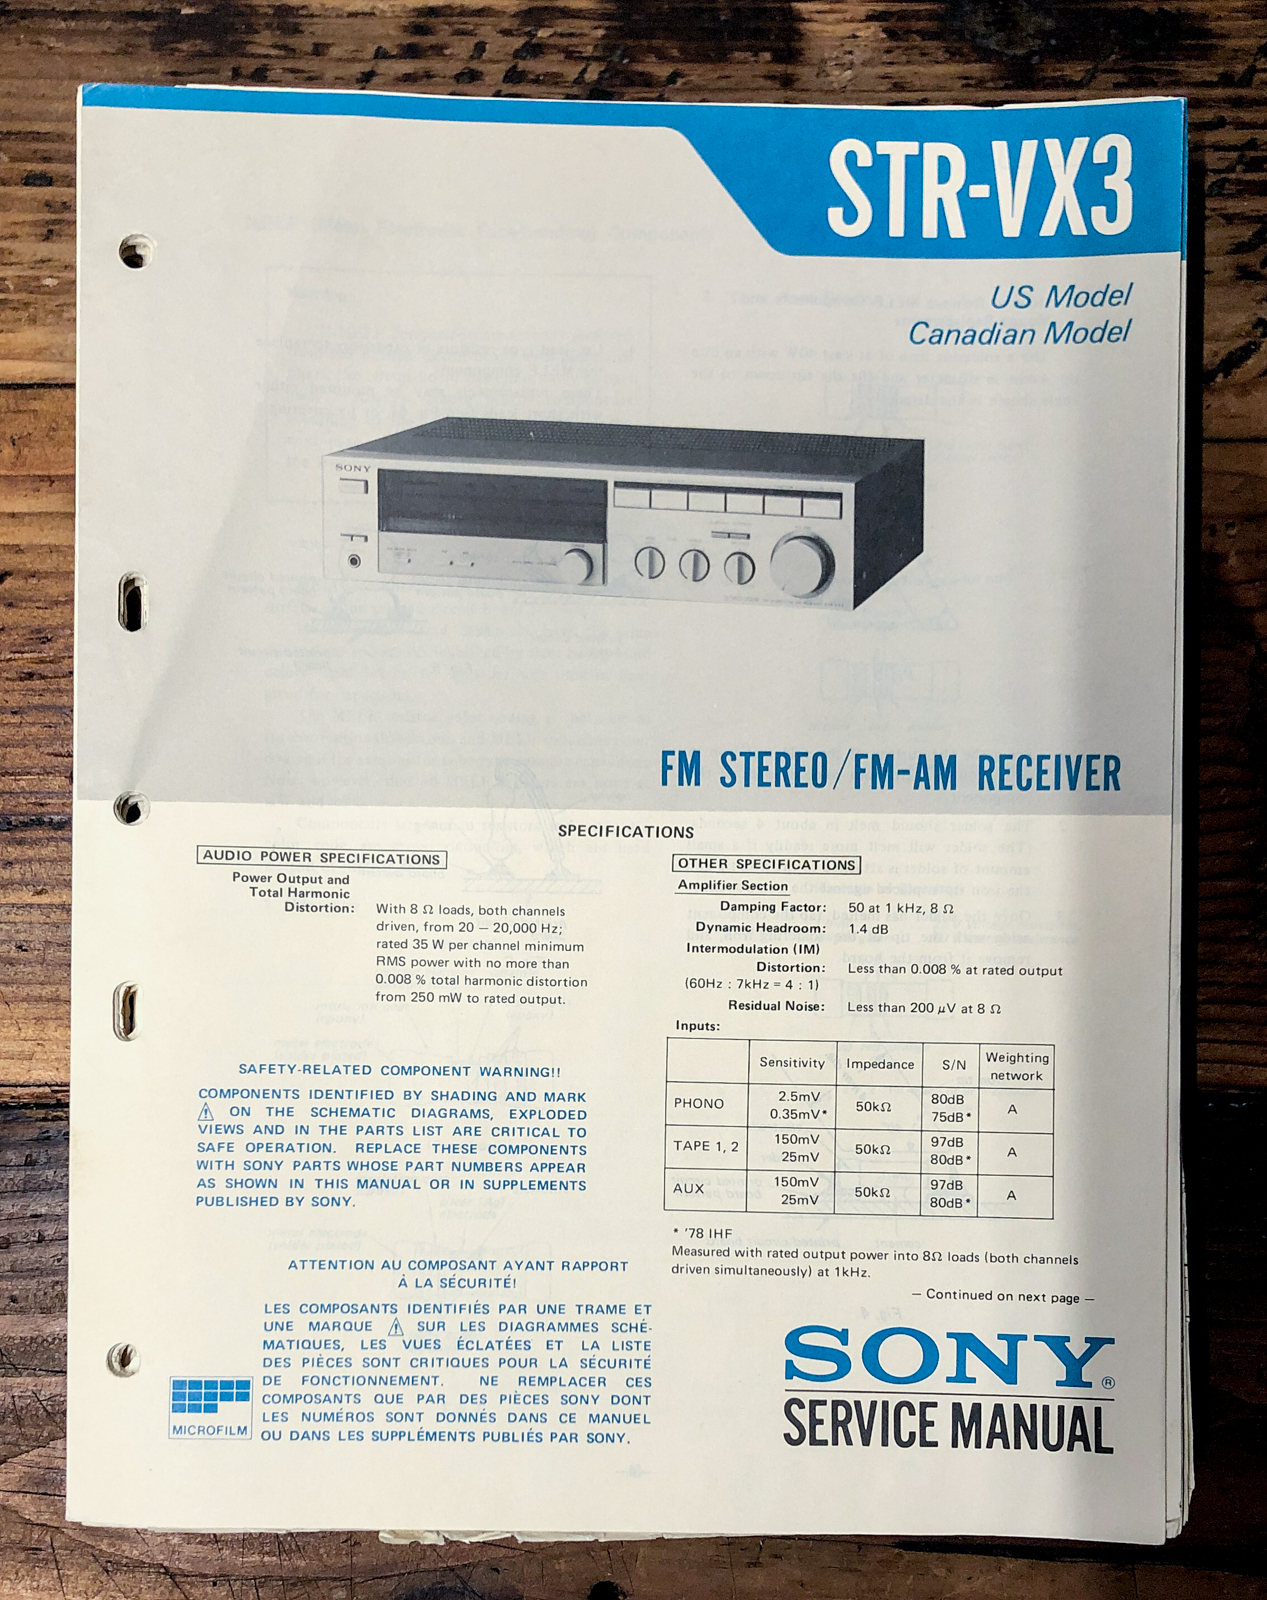 STR-VX3
US Model
Canadian Model
SONY
FM STEREO/FM-AM RECEIVER
SPECIFICATIONS
AUDIO POWER SPECIFICATIONS
Power Output and
Total Harmonic
Distortion:
With 8 Ω loads, both channels
driven, from 20 — 20,000 Hz;
rated 35 W per channel minimum
RMS power with no more than
0.008 % total harmonic distortion
from 250 mW to rated output.
SAFETY-RELATED COMPONENT WARNING!!
COMPONENTS IDENTIFIED BY SHADING AND MARK
⚠ ON THE SCHEMATIC DIAGRAMS, EXPLODED
VIEWS AND IN THE PARTS LIST ARE CRITICAL TO
SAFE OPERATION. REPLACE THESE COMPONENTS
WITH SONY PARTS WHOSE PART NUMBERS APPEAR
AS SHOWN IN THIS MANUAL OR IN SUPPLEMENTS
PUBLISHED BY SONY.
ATTENTION AU COMPOSANT AYANT RAPPORT
À LA SÉCURITÉ!
LES COMPOSANTS IDENTIFIÉS PAR UNE TRAME ET
UNE MARQUE ⚠ SUR LES DIAGRAMMES SCHÉ-
MATIQUES, LES VUES ÉCLATÉES ET LA LISTE
DES PIÈCES SONT CRITIQUES POUR LA SÉCURITÉ
DE FONCTIONNEMENT. NE REMPLACER CES
COMPOSANTS QUE PAR DES PIÈCES SONY DONT
LES NUMÉROS SONT DONNÉS DANS CE MANUEL
OU DANS LES SUPPLÉMENTS PUBLIÉS PAR SONY.
MICROFILM
OTHER SPECIFICATIONS
Amplifier Section
Damping Factor: 50 at 1 kHz, 8 Ω
Dynamic Headroom: 1.4 dB
Intermodulation (IM)
Distortion: Less than 0.008 % at rated output
(60Hz : 7kHz = 4 : 1)
Residual Noise: Less than 200 μV at 8 Ω
Inputs:
Sensitivity Impedance S/N Weighting network
PHONO 2.5mV 0.35mV* 50kΩ 80dB 75dB* A
TAPE 1, 2 150mV 25mV 50kΩ 97dB 80dB* A
AUX 150mV 25mV 50kΩ 97dB 80dB* A
* '78 IHF
Measured with rated output power into 8Ω loads (both channels
driven simultaneously) at 1kHz.
— Continued on next page —
SONY®
SERVICE MANUAL